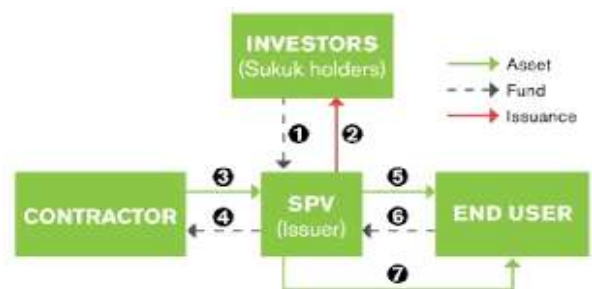 INVESTORS
(Sukuk holders)
Asset
Fund
Issuance
1
2
3
5
CONTRACTOR
SPV
(Issuer)
END USER
4
6
7